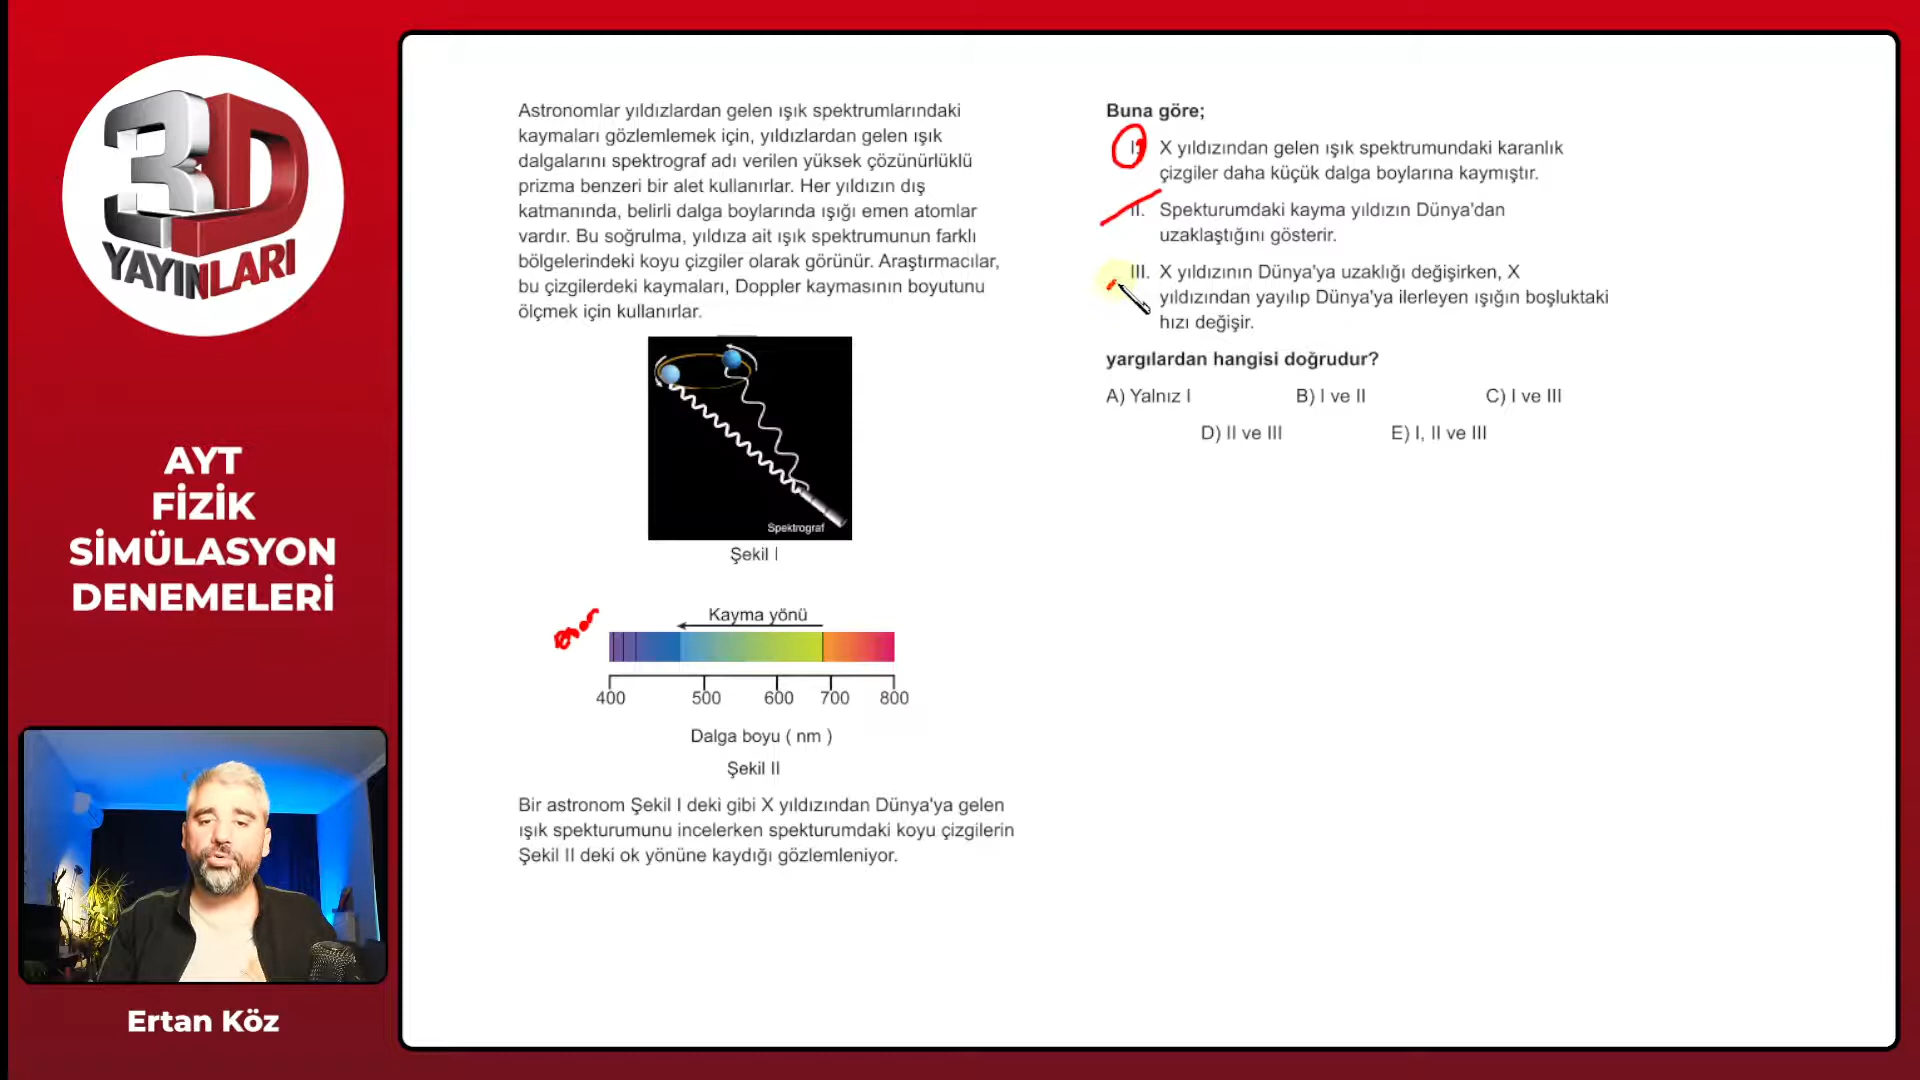 3D
YAYINLARI
AYT
FİZİK
SİMÜLASYON
DENEMELERİ
Ertan Köz
Astronomlar yıldızlardan gelen ışık spektrumlarındaki
kaymaları gözlemlemek için, yıldızlardan gelen ışık
dalgalarını spektrograf adı verilen yüksek çözünürlüklü
prizma benzeri bir alet kullanırlar. Her yıldızın dış
katmanında, belirli dalga boylarında ışığı emen atomlar
vardır. Bu soğrulma, yıldıza ait ışık spektrumunun farklı
bölgelerindeki koyu çizgiler olarak görünür. Araştırmacılar,
bu çizgilerdeki kaymaları, Doppler kaymasının boyutunu
ölçmek için kullanırlar.
Spektrograf
Şekil I
Kayma yönü
400 500 600 700 800
Dalga boyu ( nm )
Şekil II
Bir astronom Şekil I deki gibi X yıldızından Dünya'ya gelen
ışık spekturumunu incelerken spekturumdaki koyu çizgilerin
Şekil II deki ok yönüne kaydığı gözlemleniyor.
Buna göre;
I. X yıldızından gelen ışık spektrumundaki karanlık
çizgiler daha küçük dalga boylarına kaymıştır.
II. Spekturumdaki kayma yıldızın Dünya'dan
uzaklaştığını gösterir.
III. X yıldızının Dünya'ya uzaklığı değişirken, X
yıldızından yayılıp Dünya'ya ilerleyen ışığın boşluktaki
hızı değişir.
yargılardan hangisi doğrudur?
A) Yalnız I B) I ve II C) I ve III
D) II ve III E) I, II ve III